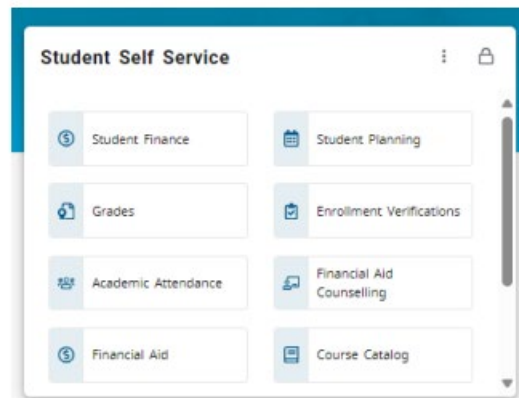 Student Self Service
Student Finance
Student Planning
Grades
Enrollment Verifications
Academic Attendance
Financial Aid
Counselling
Financial Aid
Course Catalog